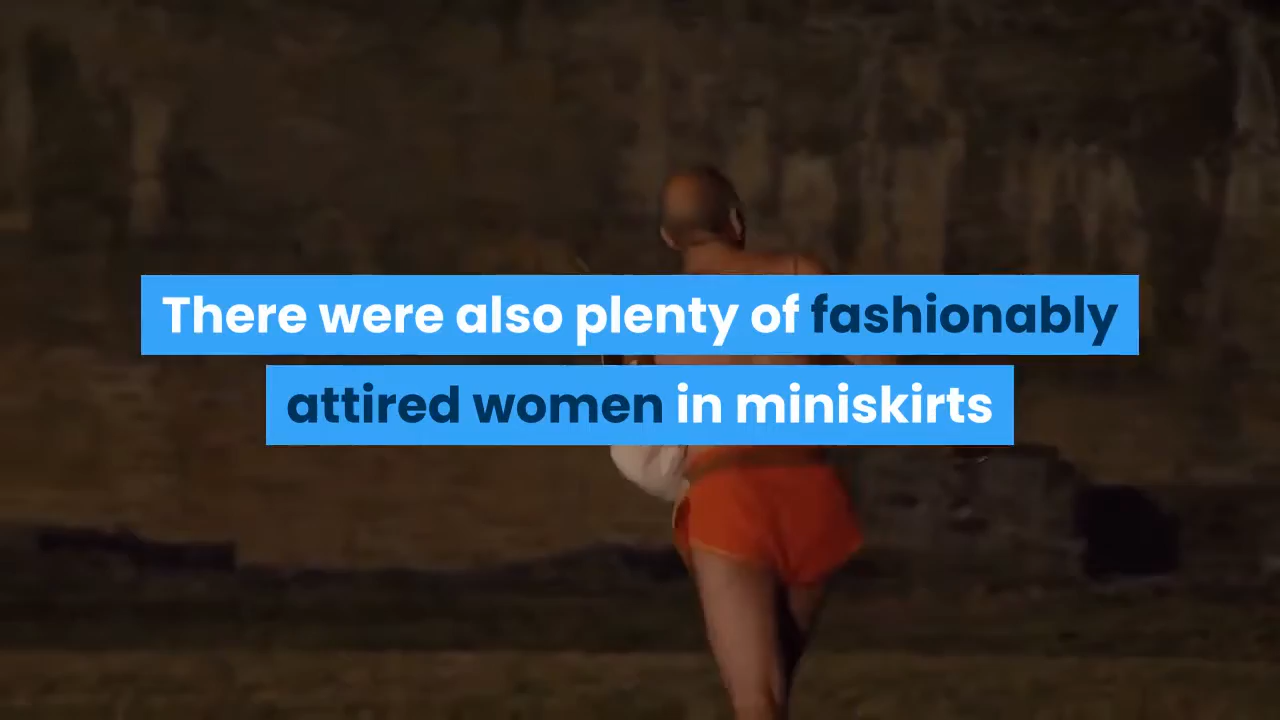 There were also plenty of fashionably
attired women in miniskirts